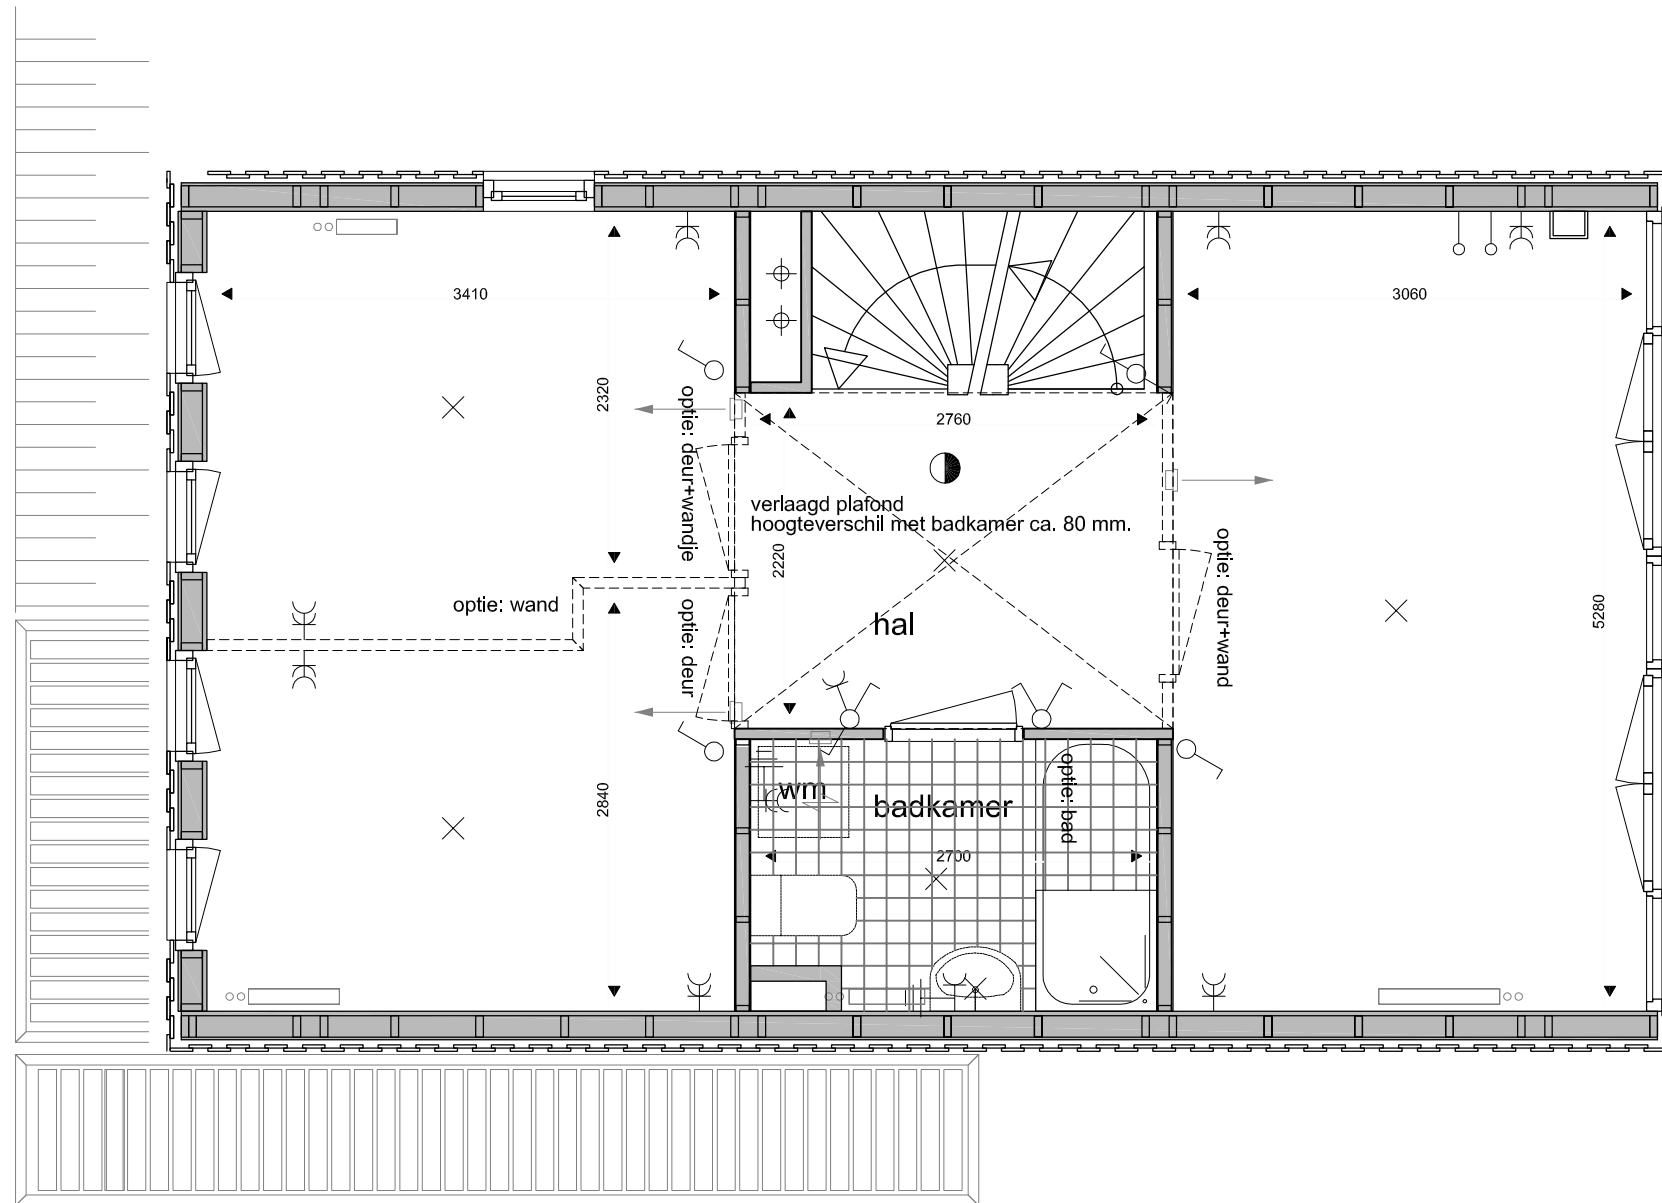 3410
3060
2320
optie: deur+wandje
2760
verlaagd plafond
hoogteverschil met badkamer ca. 80 mm.
2220
optie: deur+wand
optie: wand
optie: deur
hal
5280
2840
wm
badkamer
optie: bad
2700